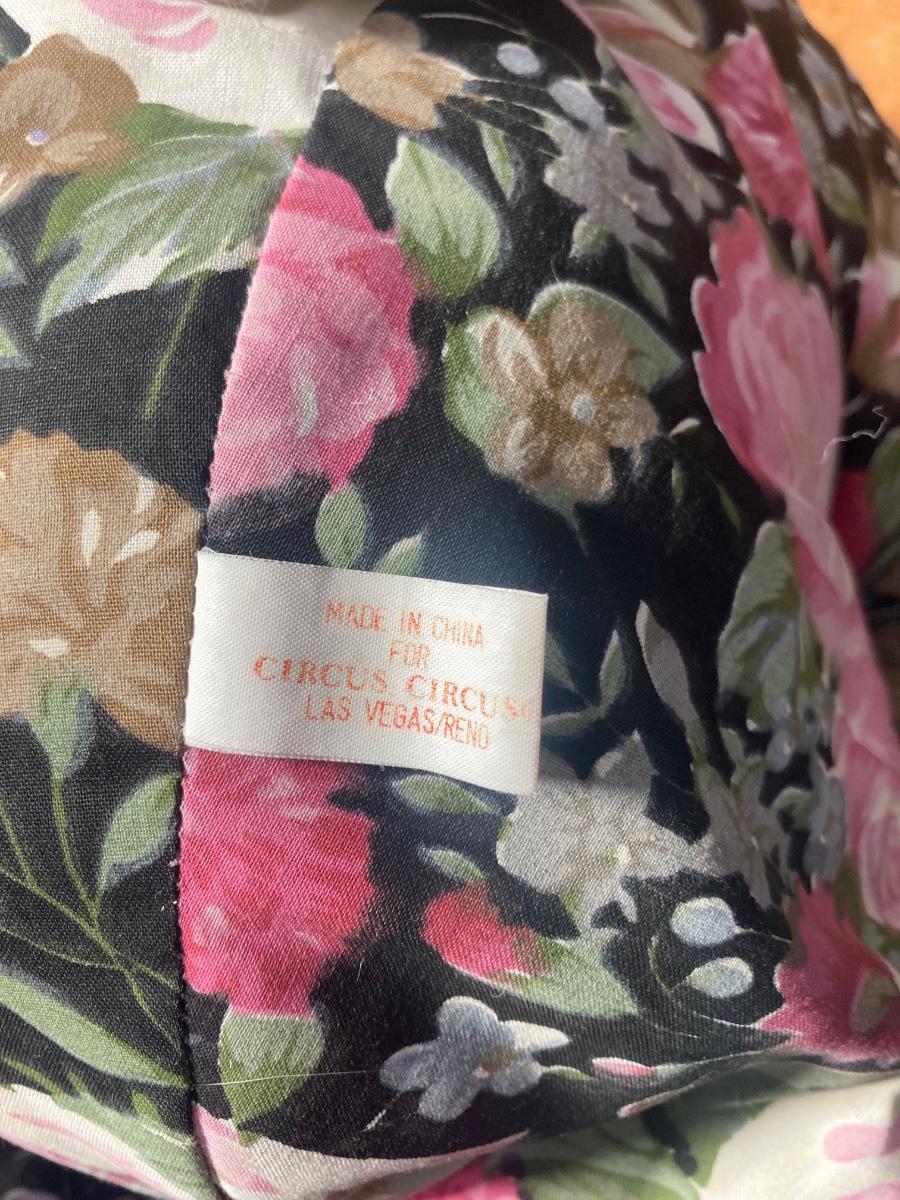 MADE IN CHINA
FOR
CIRCUS CIRCUS®
LAS VEGAS/RENO